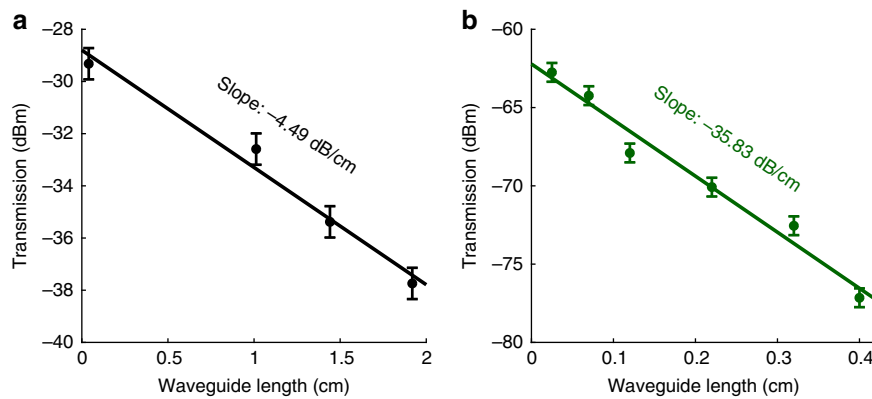 a
b
−28
−30
−32
−34
−36
−38
−40
Transmission (dBm)
Slope: −4.49 dB/cm
0
0.5
1
1.5
2
Waveguide length (cm)
−60
−65
−70
−75
−80
Transmission (dBm)
Slope: −35.83 dB/cm
0
0.1
0.2
0.3
0.4
Waveguide length (cm)